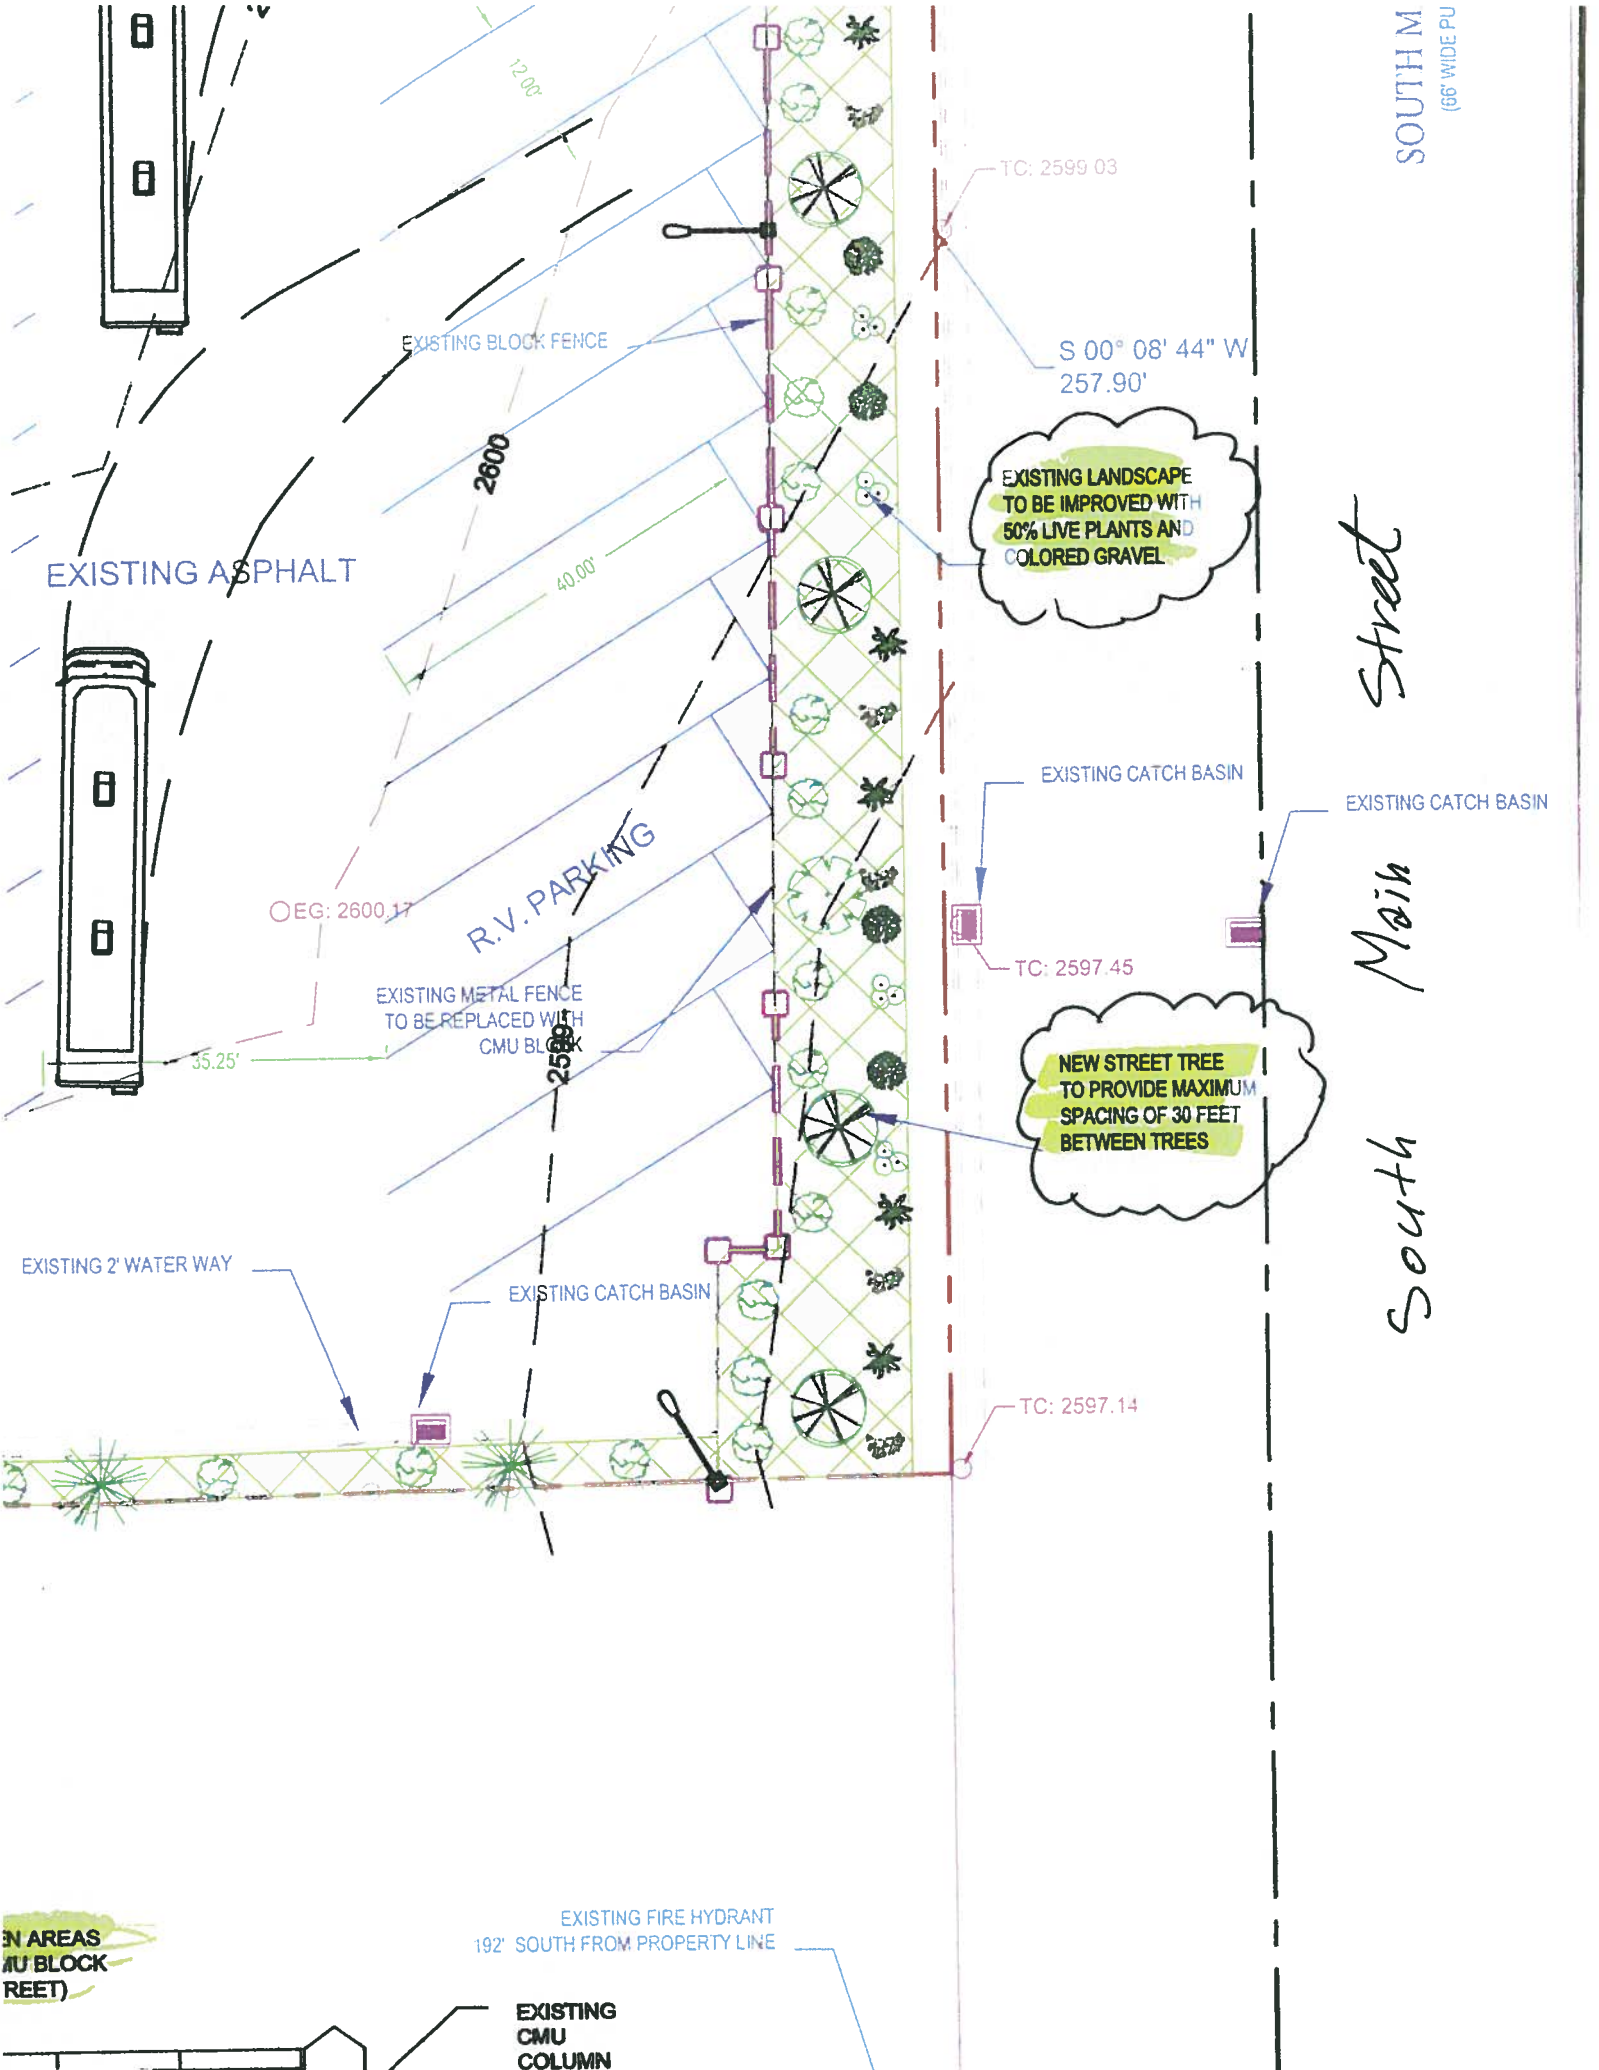 SOUTH M
(66' WIDE PU
12.00'
TC: 2599.03
EXISTING BLOCK FENCE
S 00° 08' 44" W
257.90'
2600
EXISTING LANDSCAPE
TO BE IMPROVED WITH
50% LIVE PLANTS AND
COLORED GRAVEL
EXISTING ASPHALT
40.00'
South Main Street
EXISTING CATCH BASIN
EXISTING CATCH BASIN
R.V. PARKING
EG: 2600.17
TC: 2597.45
EXISTING METAL FENCE
TO BE REPLACED WITH
CMU BLOCK
2599
35.25'
NEW STREET TREE
TO PROVIDE MAXIMUM
SPACING OF 30 FEET
BETWEEN TREES
EXISTING 2' WATER WAY
EXISTING CATCH BASIN
TC: 2597.14
EXISTING FIRE HYDRANT
192' SOUTH FROM PROPERTY LINE
EN AREAS
MU BLOCK
REET)
EXISTING
CMU
COLUMN